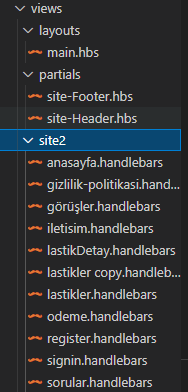 views
layouts
main.hbs
partials
site-Footer.hbs
site-Header.hbs
site2
anasayfa.handlebars
gizlilik-politikasi.hand...
görüşler.handlebars
iletisim.handlebars
lastikDetay.handlebars
lastikler copy.handleb...
lastikler.handlebars
odeme.handlebars
register.handlebars
signin.handlebars
sorular.handlebars